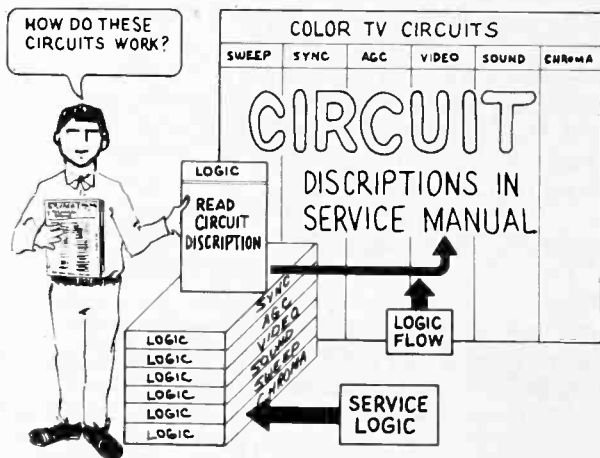 HOW DO THESE
CIRCUITS WORK?
COLOR TV CIRCUITS
SWEEP SYNC AGC VIDEO SOUND CHROMA
CIRCUIT
DISCRIPTIONS IN
SERVICE MANUAL
LOGIC
READ
CIRCUIT
DISCRIPTION
SYNC
AGC
VIDEO
SOUND
SWEEP
CHROMA
LOGIC
LOGIC
LOGIC
LOGIC
LOGIC
LOGIC
LOGIC
FLOW
SERVICE
LOGIC